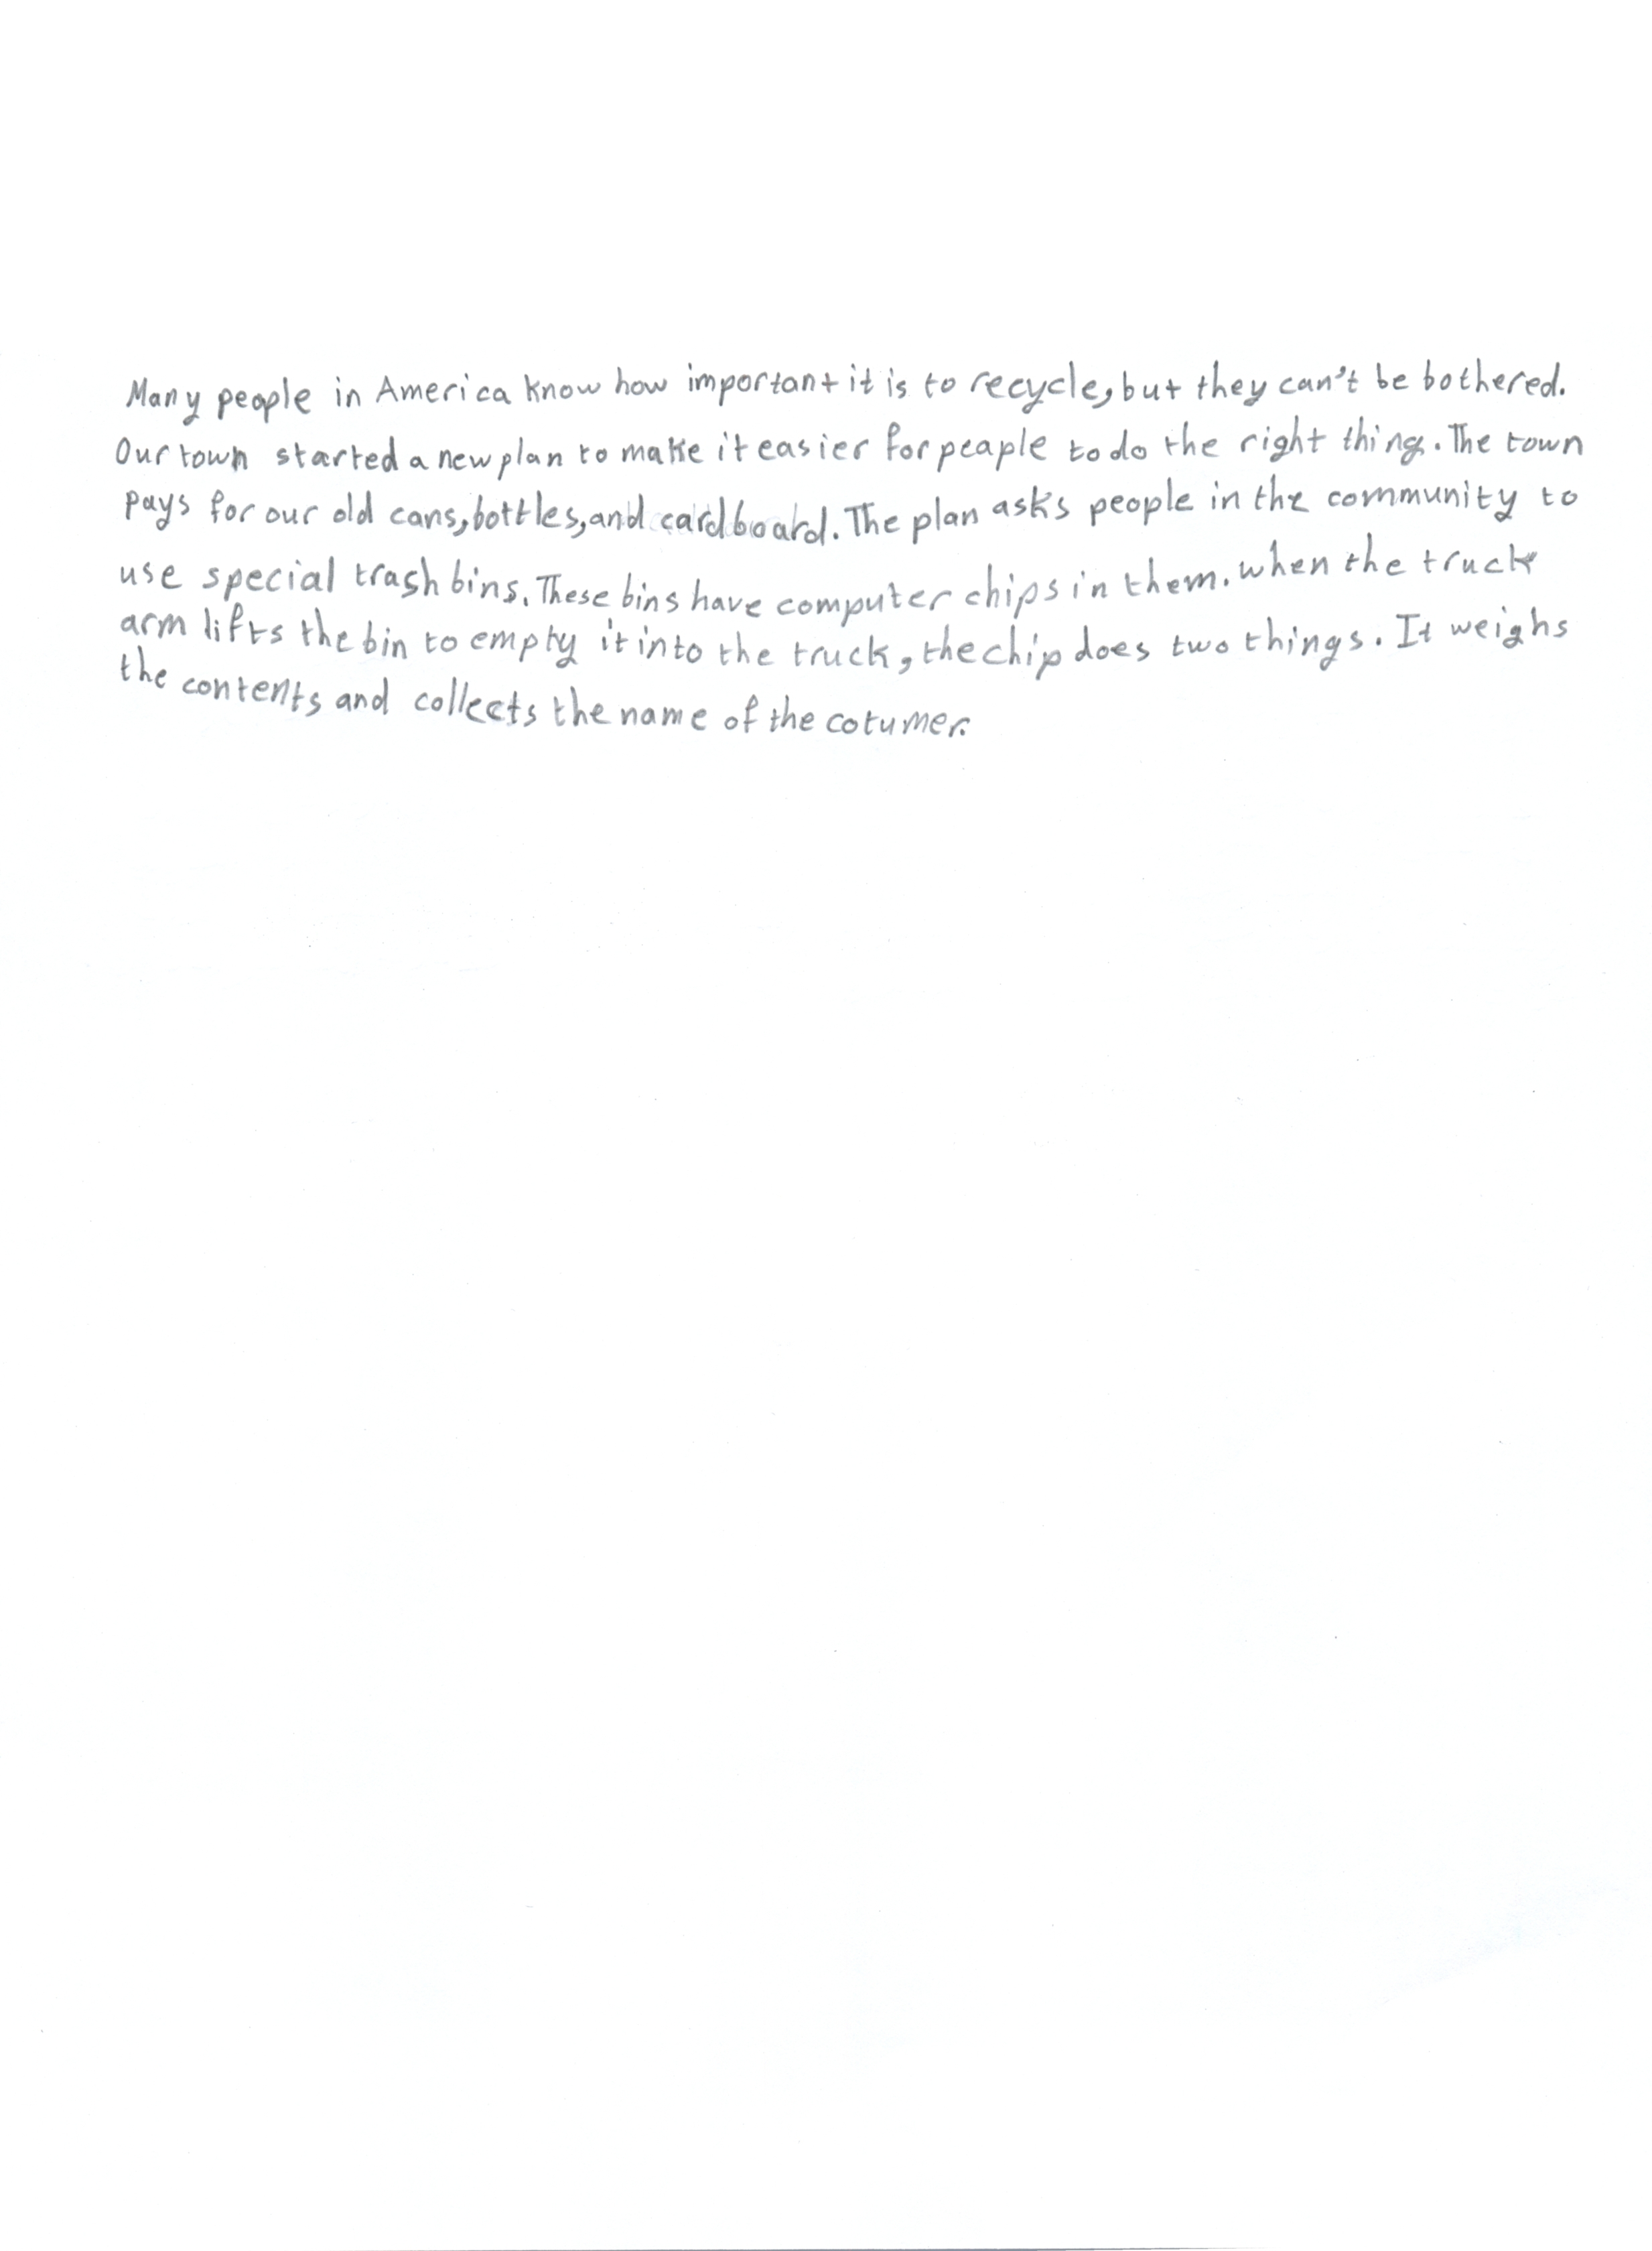 Many people in America know how important it is to recycle, but they can't be bothered.
Our town started a new plan to make it easier for peaple to do the right thing. The town
pays for our old cans, bottles, and cardboard. The plan asks people in the community to
use special trash bins. These bins have computer chips in them. when the truck
arm lifts the bin to empty it into the truck, the chip does two things. It weighs
the contents and collects the name of the cotumer.